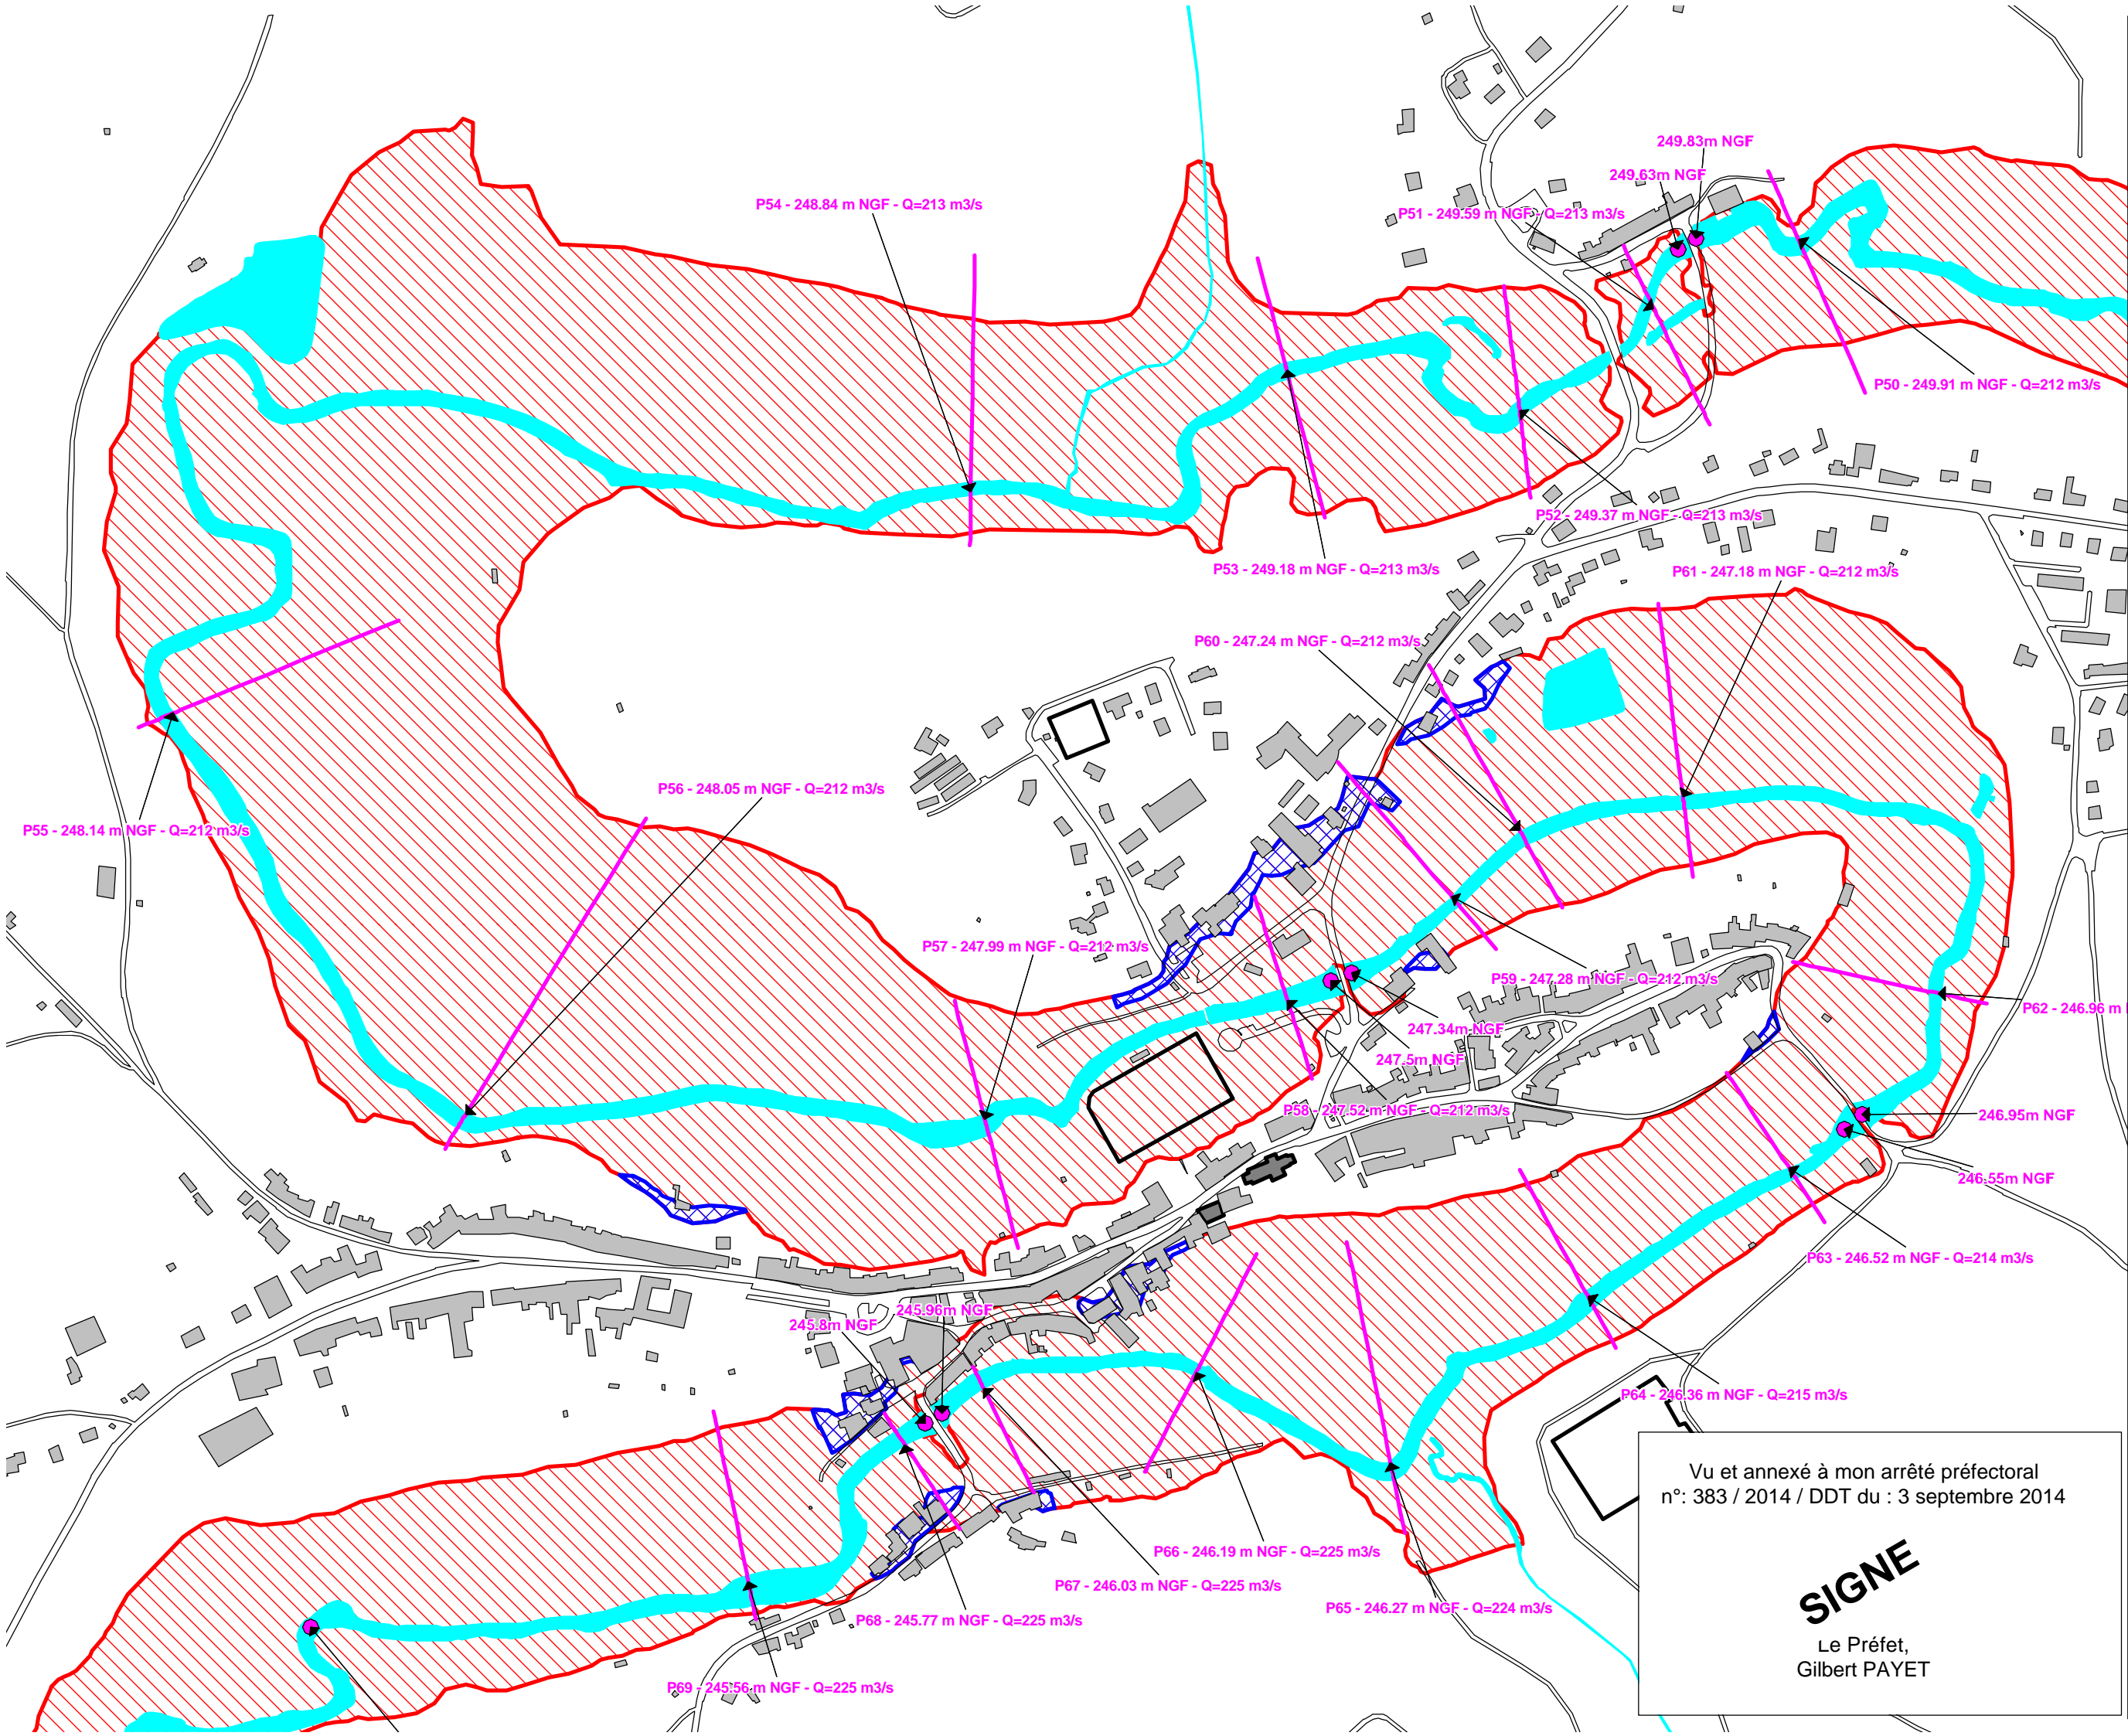 249.83m NGF
249.63m NGF
P54 - 248.84 m NGF - Q=213 m3/s
P51 - 249.59 m NGF - Q=213 m3/s
P50 - 249.91 m NGF - Q=212 m3/s
P52 - 249.37 m NGF - Q=213 m3/s
P53 - 249.18 m NGF - Q=213 m3/s
P61 - 247.18 m NGF - Q=212 m3/s
P60 - 247.24 m NGF - Q=212 m3/s
P56 - 248.05 m NGF - Q=212 m3/s
P55 - 248.14 m NGF - Q=212 m3/s
P57 - 247.99 m NGF - Q=212 m3/s
P59 - 247.28 m NGF - Q=212 m3/s
P62 - 246.96 m
247.34m NGF
247.5m NGF
P58 - 247.52 m NGF - Q=212 m3/s
246.95m NGF
246.55m NGF
P63 - 246.52 m NGF - Q=214 m3/s
245.96m NGF
245.8m NGF
P64 - 246.36 m NGF - Q=215 m3/s
Vu et annexé à mon arrêté préfectoral
n°: 383 / 2014 / DDT du : 3 septembre 2014
P66 - 246.19 m NGF - Q=225 m3/s
P67 - 246.03 m NGF - Q=225 m3/s
SIGNE
P65 - 246.27 m NGF - Q=224 m3/s
P68 - 245.77 m NGF - Q=225 m3/s
Le Préfet,
Gilbert PAYET
P69 - 245.56 m NGF - Q=225 m3/s